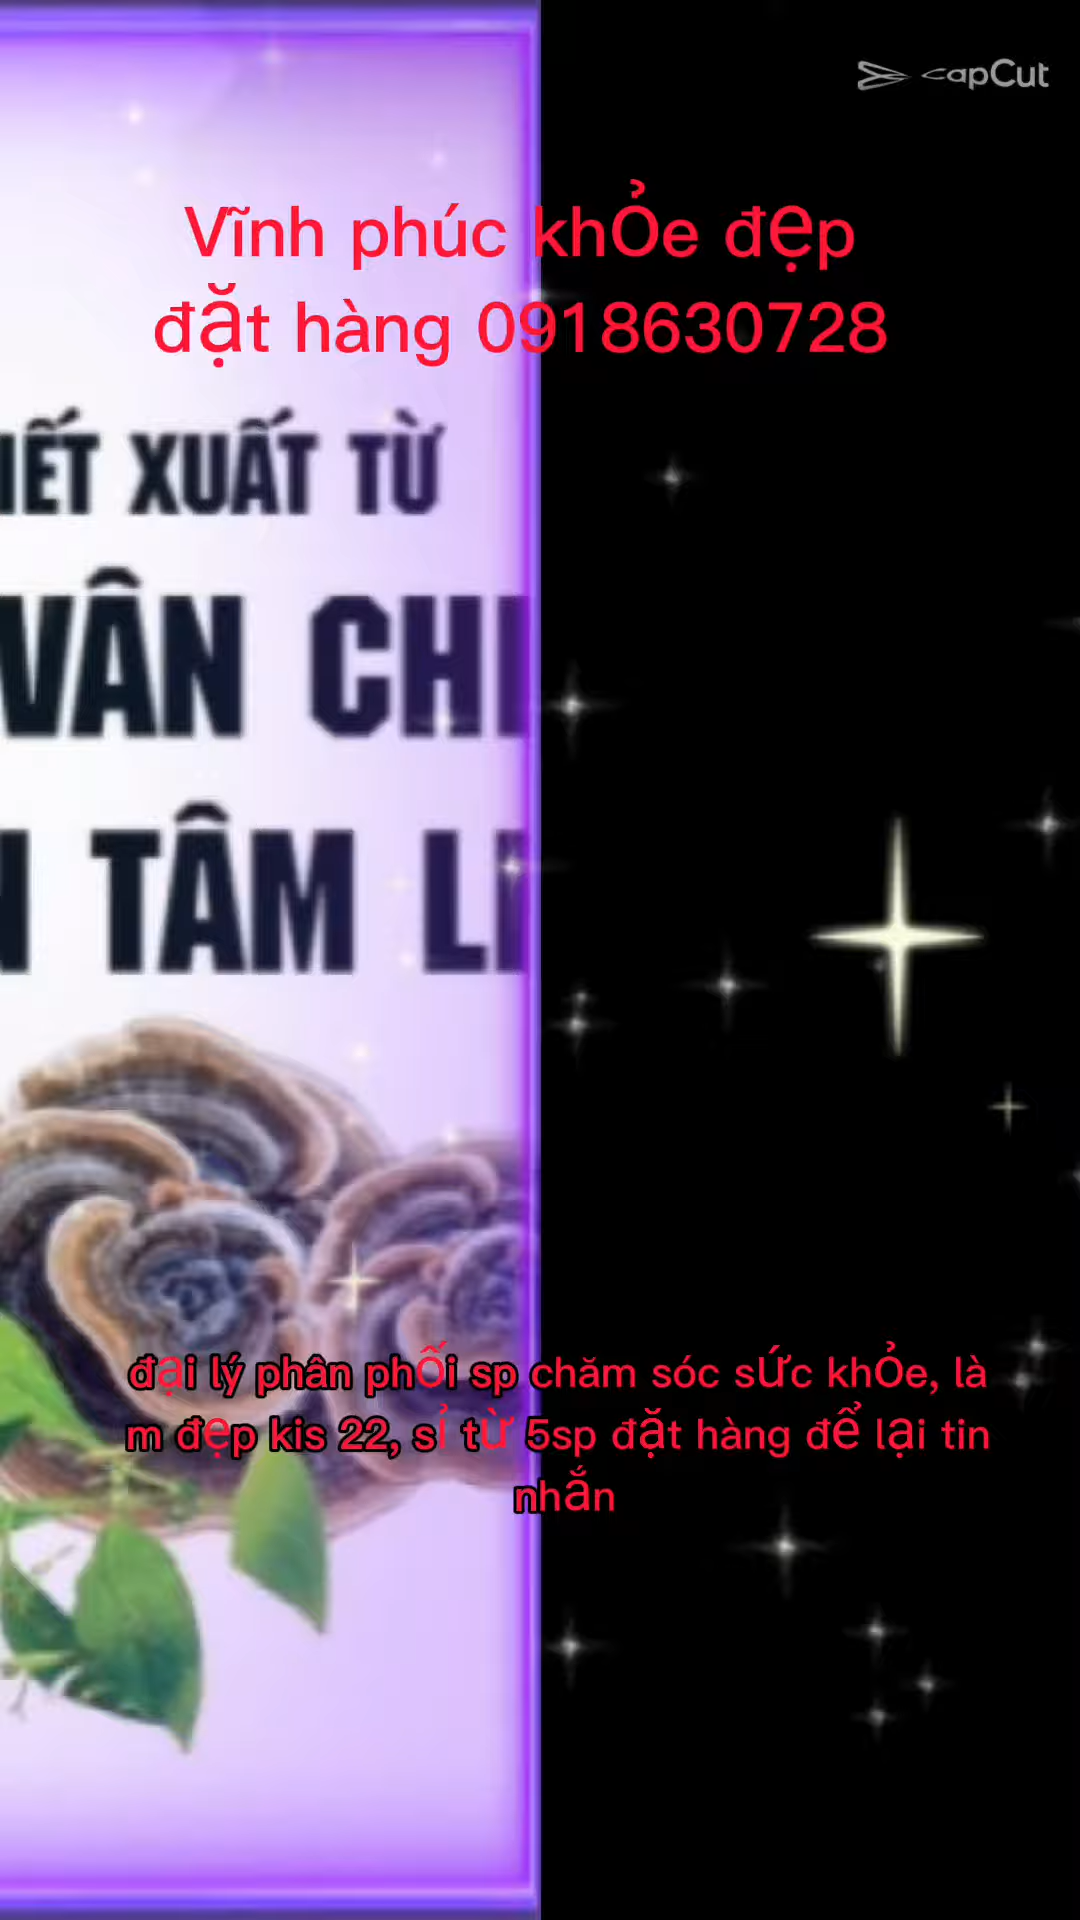 CapCut
Vĩnh phúc khỏe đẹp
đặt hàng 0918630728
IẾT XUẤT TỪ
VÂN CHI
TÂM LI
đại lý phân phối sp chăm sóc sức khỏe, là
m đẹp kis 22, sỉ từ 5sp đặt hàng để lại tin
nhắn